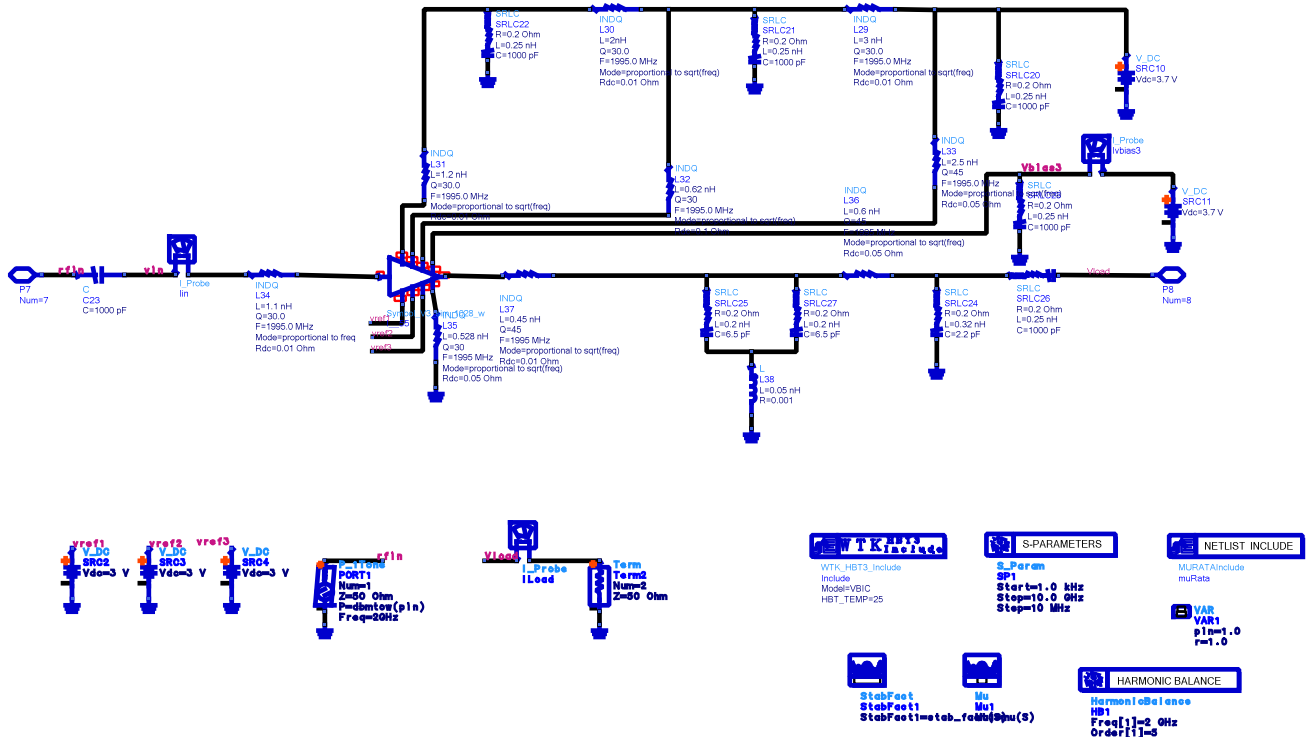 SRLC
SRLC22
R=0.2 Ohm
L=0.25 nH
C=1000 pF
INDQ
L30
L=2nH
Q=30.0
F=1995.0 MHz
Mode=proportional to sqrt(freq)
Rdc=0.01 Ohm
SRLC
SRLC21
R=0.2 Ohm
L=0.25 nH
C=1000 pF
INDQ
L29
L=3 nH
Q=30.0
F=1995.0 MHz
Mode=proportional to sqrt(freq)
Rdc=0.01 Ohm
SRLC
SRLC20
R=0.2 Ohm
L=0.25 nH
C=1000 pF
V_DC
SRC10
Vdc=3.7 V
INDQ
L31
L=1.2 nH
Q=30.0
F=1995.0 MHz
Mode=proportional to sqrt(freq)
INDQ
L32
L=0.62 nH
Q=30
F=1995.0 MHz
Mode=proportional to sqrt(freq)
INDQ
L33
L=2.5 nH
Q=45
F=1995.0 MHz
Mode=proportional to sqrt(freq)
Rdc=0.05 Ohm
INDQ
L36
L=0.6 nH
Mode=proportional to sqrt(freq)
Rdc=0.05 Ohm
I_Probe
Ivbias3
Vbias3
SRLC
R=0.2 Ohm
L=0.25 nH
C=1000 pF
V_DC
SRC11
Vdc=3.7 V
P7
Num=7
rfin
C
C23
C=1000 pF
vin
I_Probe
Iin
INDQ
L34
L=1.1 nH
Q=30.0
F=1995.0 MHz
Mode=proportional to freq
Rdc=0.01 Ohm
vref1
vref2
vref3
L35
L=0.528 nH
Q=30
F=1995 MHz
Mode=proportional to sqrt(freq)
Rdc=0.05 Ohm
INDQ
L37
L=0.45 nH
Q=45
F=1995 MHz
Mode=proportional to sqrt(freq)
Rdc=0.01 Ohm
SRLC
SRLC25
R=0.2 Ohm
L=0.2 nH
C=6.5 pF
SRLC
SRLC27
R=0.2 Ohm
L=0.2 nH
C=6.5 pF
L
L38
L=0.05 nH
R=0.001
SRLC
SRLC24
R=0.2 Ohm
L=0.32 nH
C=2.2 pF
SRLC
SRLC26
R=0.2 Ohm
L=0.25 nH
C=1000 pF
Vload
P8
Num=8
vref1
V_DC
SRC2
Vdc=3 V
vref2
V_DC
SRC3
Vdc=3 V
vref3
V_DC
SRC4
Vdc=3 V
rfin
P_1Tone
PORT1
Num=1
Z=50 Ohm
P=dbmtow(pin)
Freq=2GHz
Vload
I_Probe
ILoad
Term
Term2
Num=2
Z=50 Ohm
WTK HBT3 Include
WTK_HBT3_Include
Include
Model=VBIC
HBT_TEMP=25
S-PARAMETERS
S_Param
SP1
Start=1.0 kHz
Stop=10.0 GHz
Step=10 MHz
NETLIST INCLUDE
MURATAInclude
muRata
VAR
VAR1
pin=1.0
r=1.0
StabFact
StabFact1
StabFact1=stab_fact(S)
Mu
Mu1
HARMONIC BALANCE
HarmonicBalance
HB1
Freq[1]=2 GHz
Order[1]=5